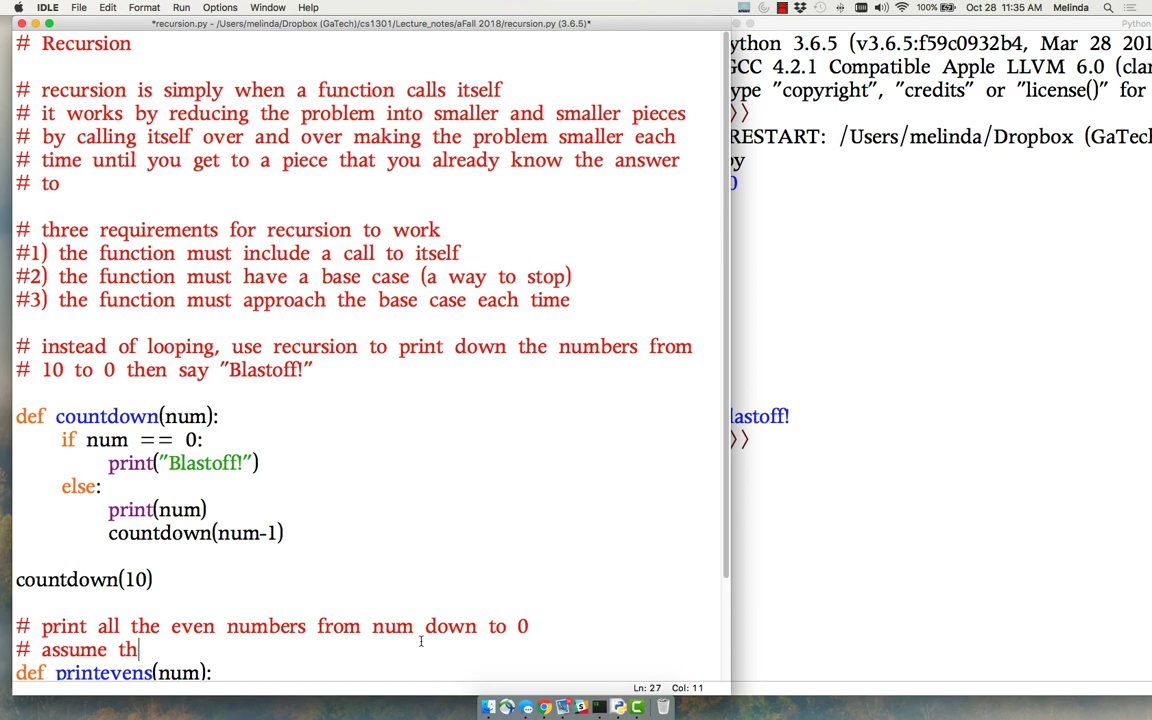 IDLE File Edit Format Run Options Window Help 100% Oct 28 11:35 AM Melinda
*recursion.py - /Users/melinda/Dropbox (GaTech)/cs1301/Lecture_notes/aFall 2018/recursion.py (3.6.5)*
Python
# Recursion
# recursion is simply when a function calls itself
# it works by reducing the problem into smaller and smaller pieces
# by calling itself over and over making the problem smaller each
# time until you get to a piece that you already know the answer
# to
# three requirements for recursion to work
#1) the function must include a call to itself
#2) the function must have a base case (a way to stop)
#3) the function must approach the base case each time
# instead of looping, use recursion to print down the numbers from
# 10 to 0 then say "Blastoff!"
def countdown(num):
if num == 0:
print("Blastoff!")
else:
print(num)
countdown(num-1)
countdown(10)
# print all the even numbers from num down to 0
# assume th
def printevens(num):
Ln: 27 Col: 11
ython 3.6.5 (v3.6.5:f59c0932b4, Mar 28 201
GCC 4.2.1 Compatible Apple LLVM 6.0 (clan
ype "copyright", "credits" or "license()" for
>>
RESTART: /Users/melinda/Dropbox (GaTech
py
0
lastoff!
>>